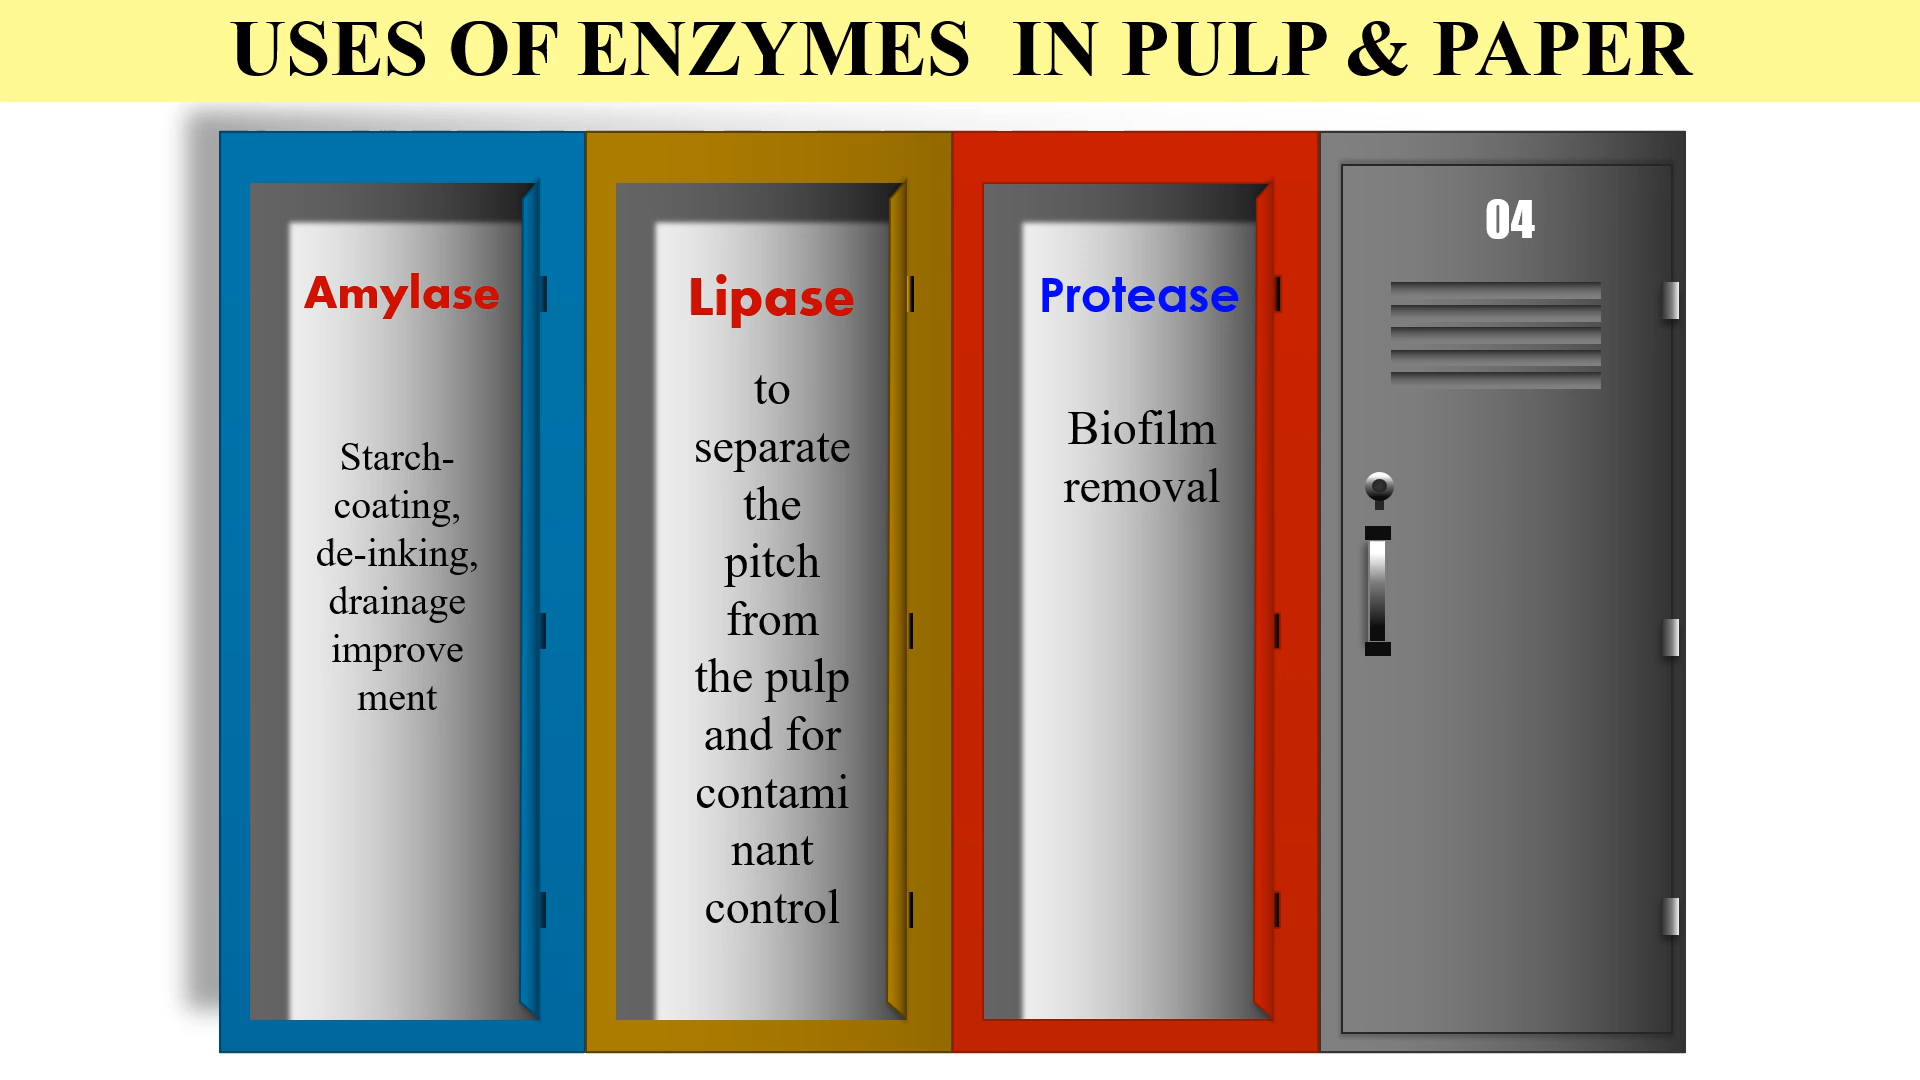 USES OF ENZYMES IN PULP & PAPER
Amylase
Starch-
coating,
de-inking,
drainage
improve
ment
Lipase
to
separate
the
pitch
from
the pulp
and for
contami
nant
control
Protease
Biofilm
removal
04